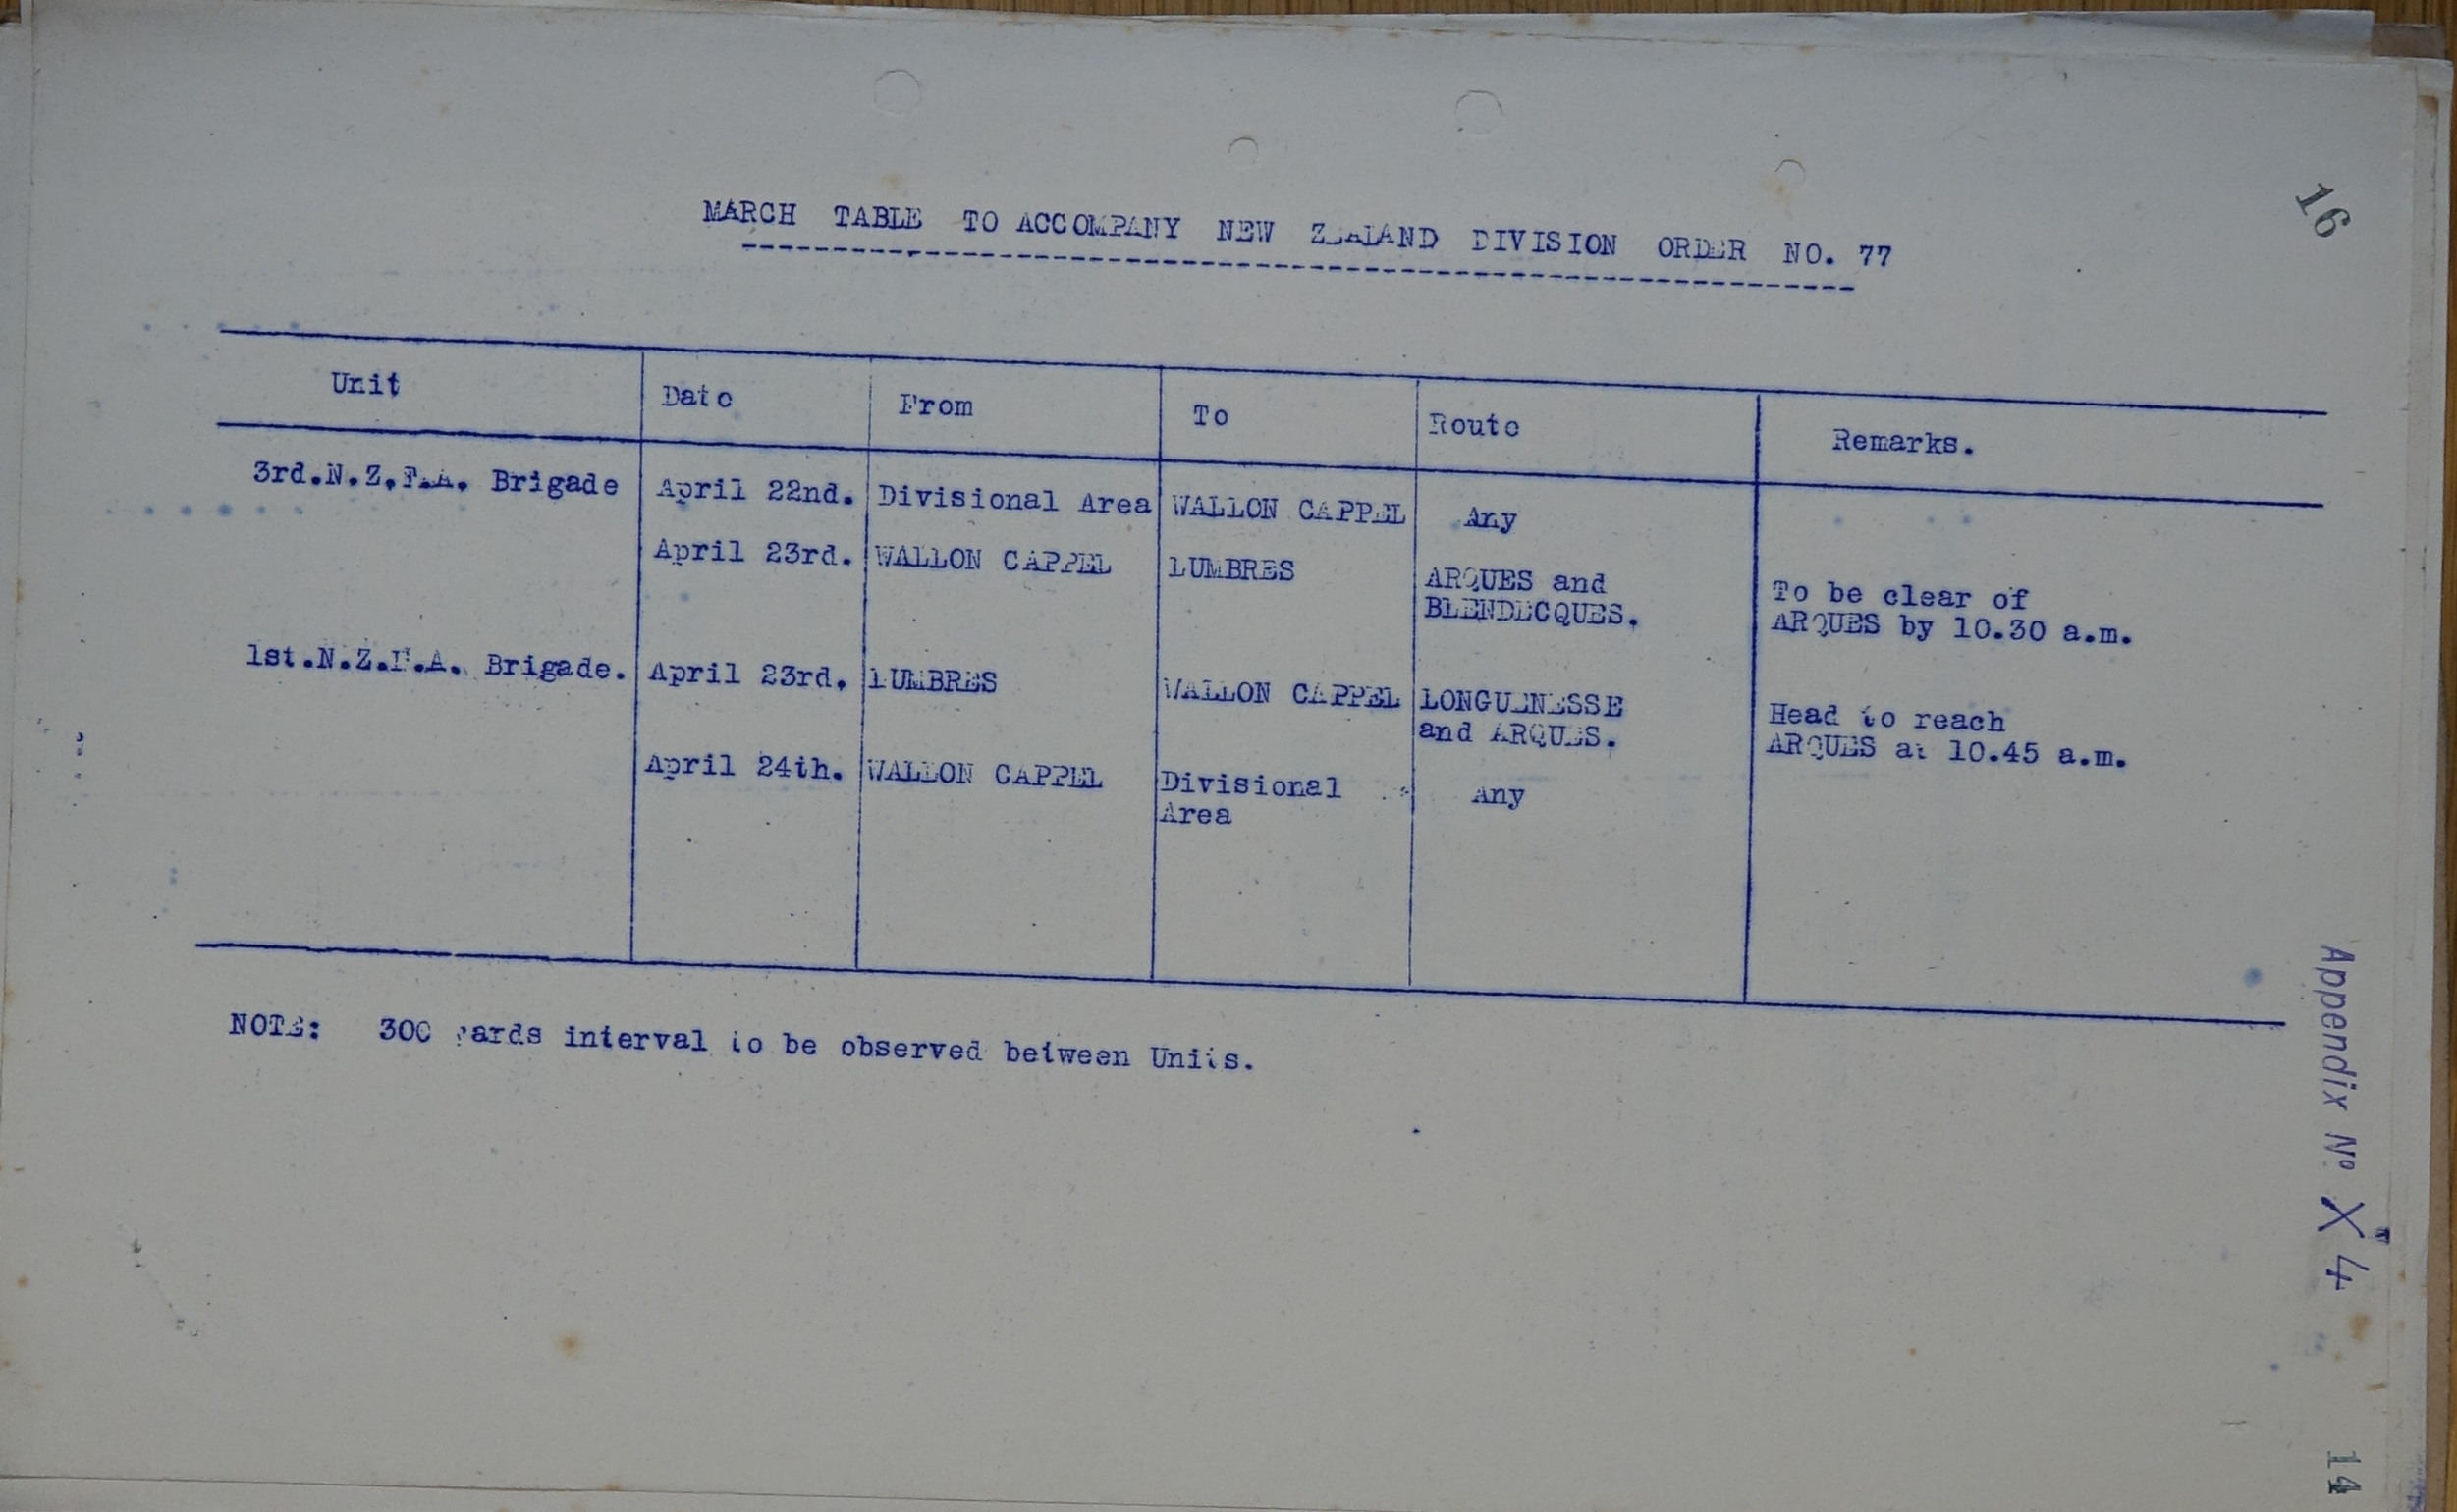 16
MARCH TABLE TO ACCOMPANY NEW ZEALAND DIVISION ORDER NO. 77
Unit Date From To Route Remarks.
3rd.N.Z.F.A. Brigade April 22nd. Divisional Area WALLON CAPPEL Any
April 23rd. WALLON CAPPEL LUMBRES ARQUES and To be clear of
BLENDECQUES. ARQUES by 10.30 a.m.
1st.N.Z.F.A. Brigade. April 23rd. LUMBRES WALLON CAPPEL LONGUENESSE Head to reach
and ARQUES. ARQUES at 10.45 a.m.
April 24th. WALLON CAPPEL Divisional Any
Area
NOTE: 300 yards interval to be observed between Units.
Appendix No X 4
14